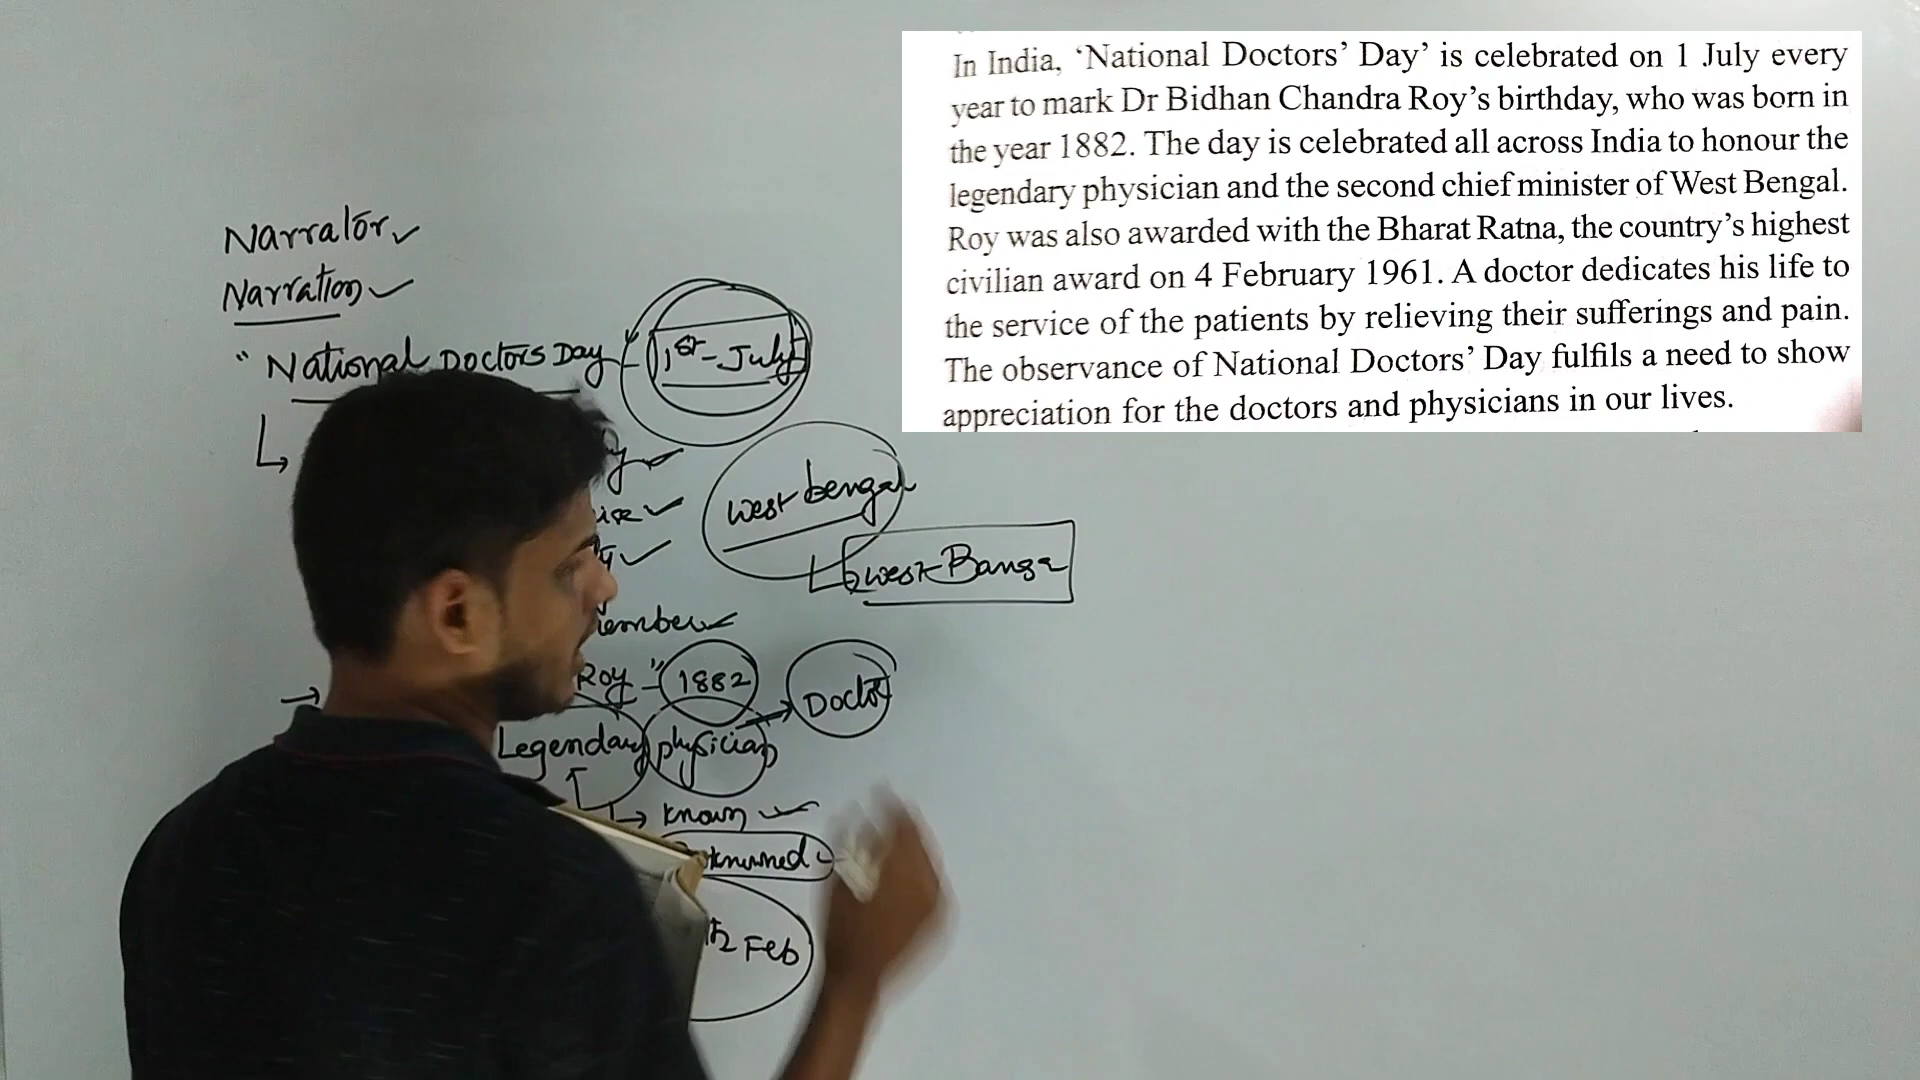 Narrator
Narration
" National Doctors Day - 1st - July
West bengal
West Banga
Roy " - 1882
Doctor
Legendary physician
known
Feb
In India, ‘National Doctors’ Day’ is celebrated on 1 July every
year to mark Dr Bidhan Chandra Roy’s birthday, who was born in
the year 1882. The day is celebrated all across India to honour the
legendary physician and the second chief minister of West Bengal.
Roy was also awarded with the Bharat Ratna, the country’s highest
civilian award on 4 February 1961. A doctor dedicates his life to
the service of the patients by relieving their sufferings and pain.
The observance of National Doctors’ Day fulfils a need to show
appreciation for the doctors and physicians in our lives.